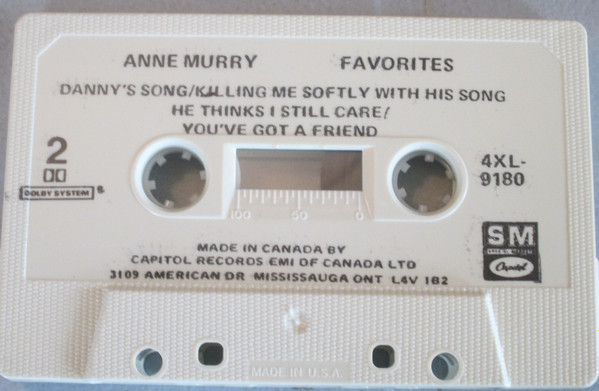 ANNE MURRY FAVORITES
DANNY'S SONG/KILLING ME SOFTLY WITH HIS SONG
HE THINKS I STILL CARE/
YOU'VE GOT A FRIEND
2
DOLBY SYSTEM
4XL-
9180
100 50 0
SM
Capitol
MADE IN CANADA BY
CAPITOL RECORDS EMI OF CANADA LTD
3109 AMERICAN DR MISSISSAUGA ONT L4V 1B2
MADE IN U.S.A.